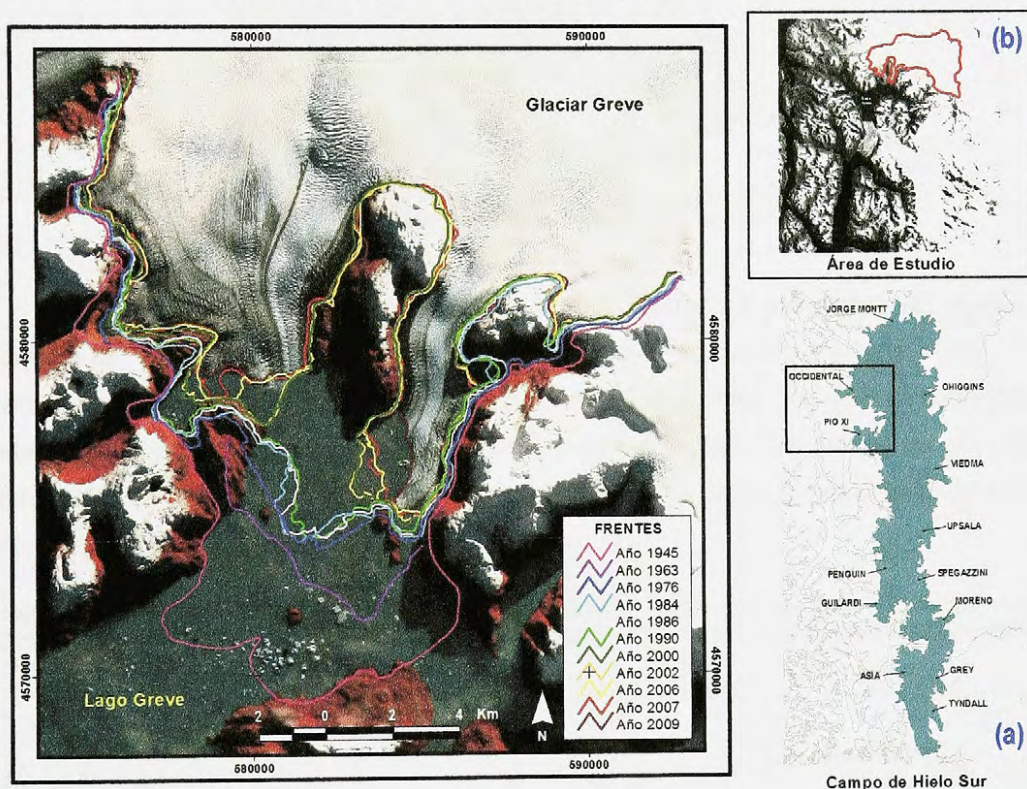 580000
590000
Glaciar Greve
4580000
4580000
4570000
4570000
Lago Greve
FRENTES
Año 1945
Año 1963
Año 1976
Año 1984
Año 1986
Año 1990
Año 2000
Año 2002
Año 2006
Año 2007
Año 2009
2 0 2 4 Km
N
580000
590000
(b)
Área de Estudio
JORGE MONTT
OCCIDENTAL
OHIGGINS
PIO XI
VIEDMA
UPSALA
PENGUIN
SPEGAZZINI
GUILARDI
MORENO
ASIA
GREY
TYNDALL
(a)
Campo de Hielo Sur